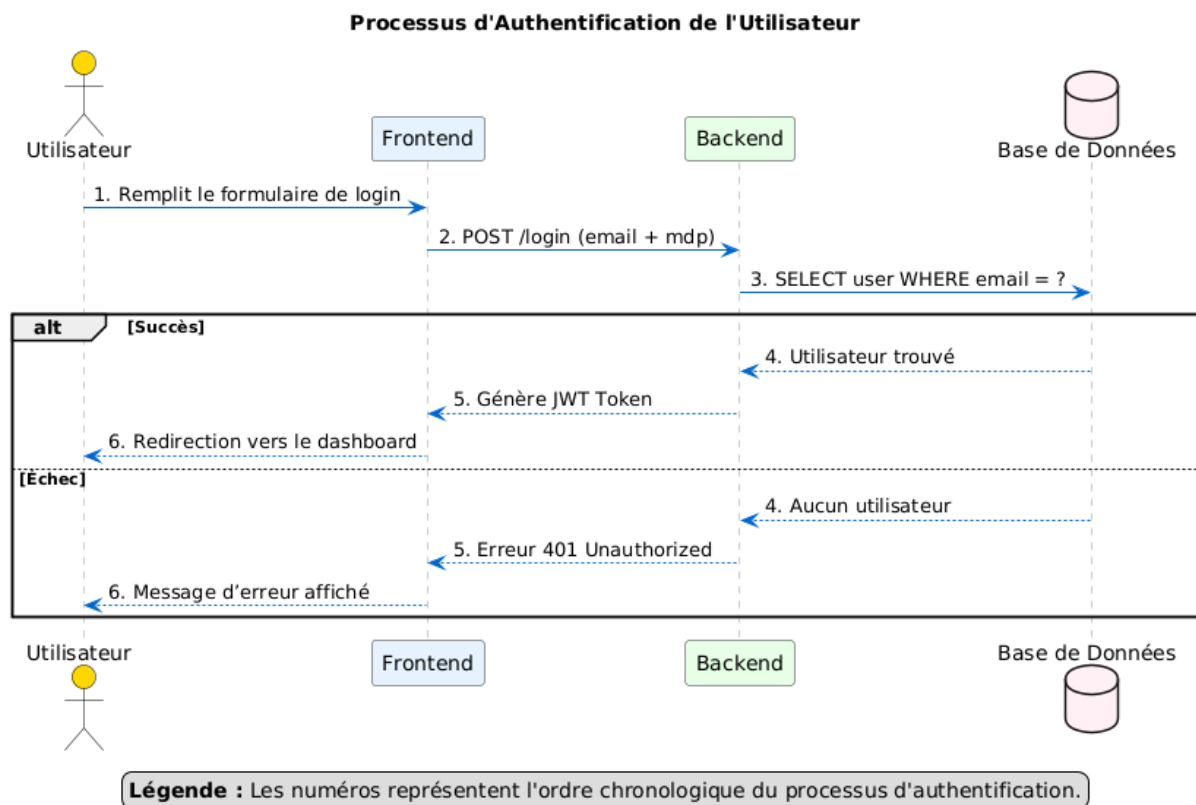 Processus d'Authentification de l'Utilisateur
Utilisateur
Frontend
Backend
Base de Données
1. Remplit le formulaire de login
2. POST /login (email + mdp)
3. SELECT user WHERE email = ?
alt [Succès]
4. Utilisateur trouvé
5. Génère JWT Token
6. Redirection vers le dashboard
[Échec]
4. Aucun utilisateur
5. Erreur 401 Unauthorized
6. Message d’erreur affiché
Utilisateur
Frontend
Backend
Base de Données
Légende : Les numéros représentent l'ordre chronologique du processus d'authentification.